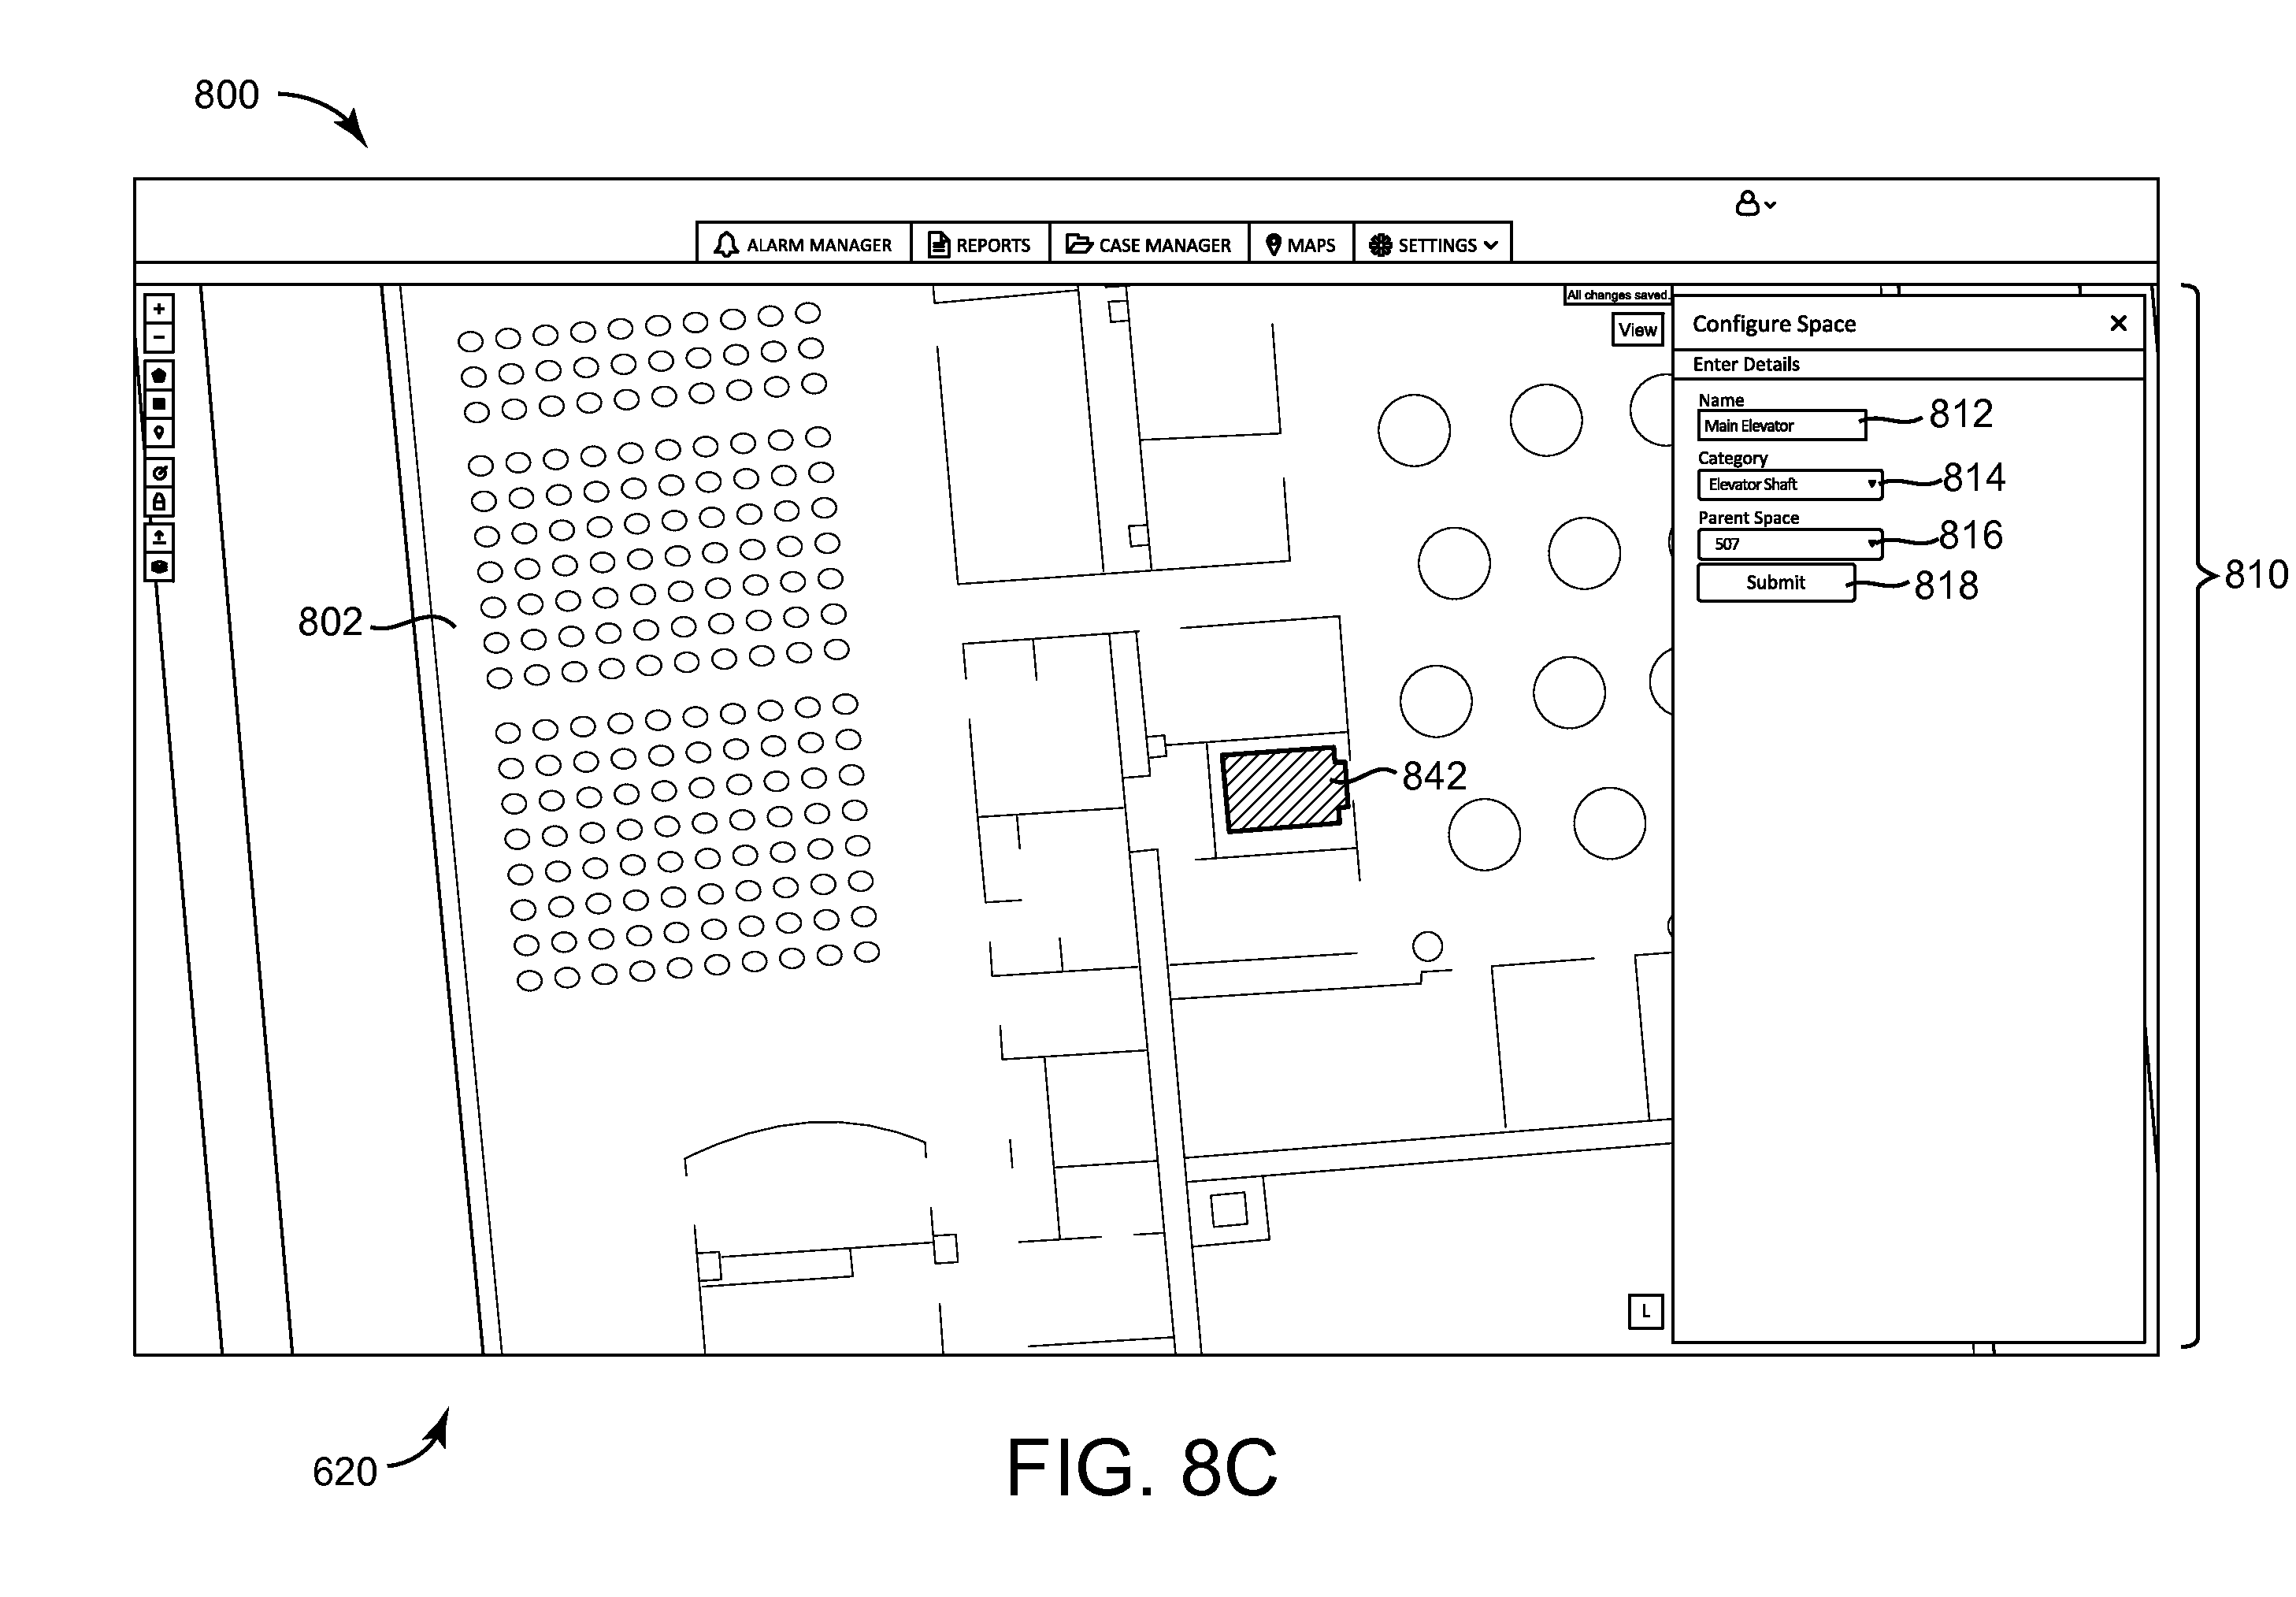 800
ALARM MANAGER REPORTS CASE MANAGER MAPS SETTINGS
All changes saved.
View
Configure Space
Enter Details
Name
Main Elevator
812
Category
Elevator Shaft
814
Parent Space
507
816
Submit
818
810
802
842
L
620
FIG. 8C